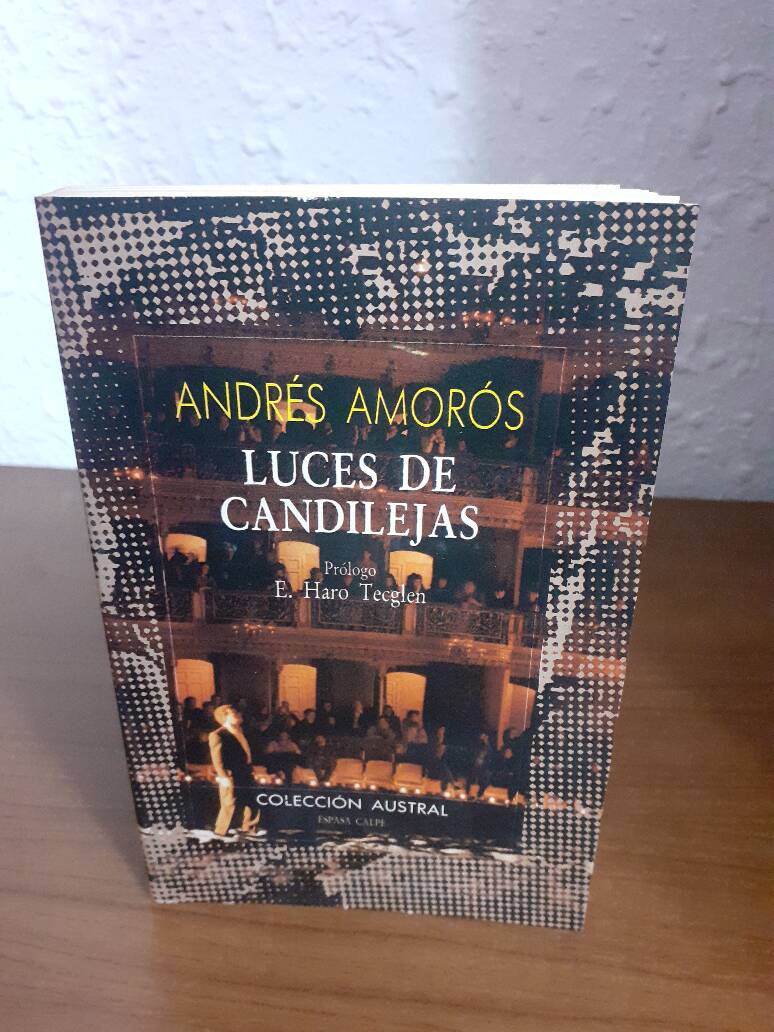 ANDRÉS AMORÓS
LUCES DE
CANDILEJAS
Prólogo
E. Haro Tecglen
COLECCIÓN AUSTRAL
ESPASA CALPE